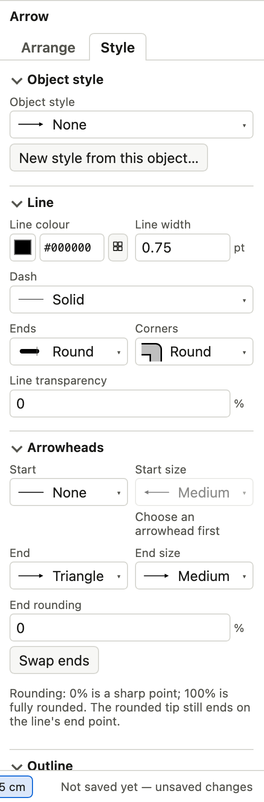 Arrow
Arrange
Style
Object style
Object style
None
New style from this object...
Line
Line colour
Line width
#000000
0.75
pt
Dash
Solid
Ends
Corners
Round
Round
Line transparency
0
%
Arrowheads
Start
Start size
None
Medium
Choose an
arrowhead first
End
End size
Triangle
Medium
End rounding
0
%
Swap ends
Rounding: 0% is a sharp point; 100% is
fully rounded. The rounded tip still ends on
the line's end point.
Outline
5 cm
Not saved yet — unsaved changes